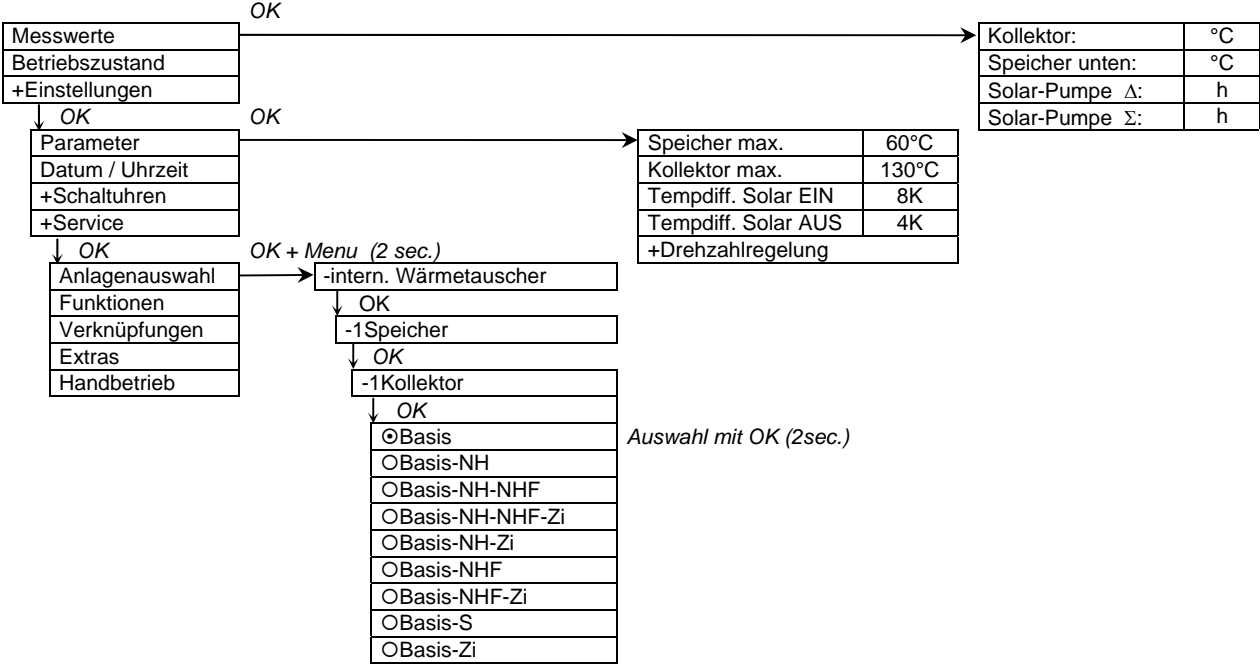 OK
Messwerte
Kollektor: °C
Betriebszustand
Speicher unten: °C
+Einstellungen
Solar-Pumpe Δ: h
Solar-Pumpe Σ: h
OK OK
Parameter
Speicher max. 60°C
Datum / Uhrzeit
Kollektor max. 130°C
+Schaltuhren
Tempdiff. Solar EIN 8K
+Service
Tempdiff. Solar AUS 4K
+Drehzahlregelung
OK OK + Menu (2 sec.)
Anlagenauswahl
-intern. Wärmetauscher
Funktionen
OK
Verknüpfungen
-1Speicher
Extras
OK
Handbetrieb
-1Kollektor
OK
⊙Basis
Auswahl mit OK (2sec.)
○Basis-NH
○Basis-NH-NHF
○Basis-NH-NHF-Zi
○Basis-NH-Zi
○Basis-NHF
○Basis-NHF-Zi
○Basis-S
○Basis-Zi